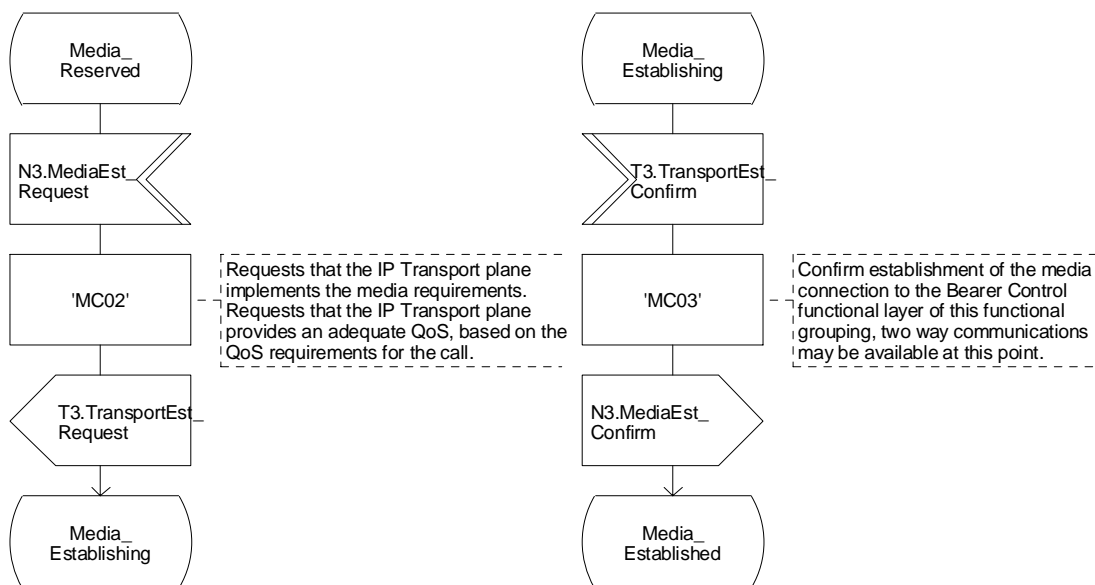 Media_
Reserved
N3.MediaEst_
Request
'MC02'
Requests that the IP Transport plane
implements the media requirements.
Requests that the IP Transport plane
provides an adequate QoS, based on the
QoS requirements for the call.
T3.TransportEst_
Request
Media_
Establishing
Media_
Establishing
T3.TransportEst_
Confirm
'MC03'
Confirm establishment of the media
connection to the Bearer Control
functional layer of this functional
grouping, two way communications
may be available at this point.
N3.MediaEst_
Confirm
Media_
Established